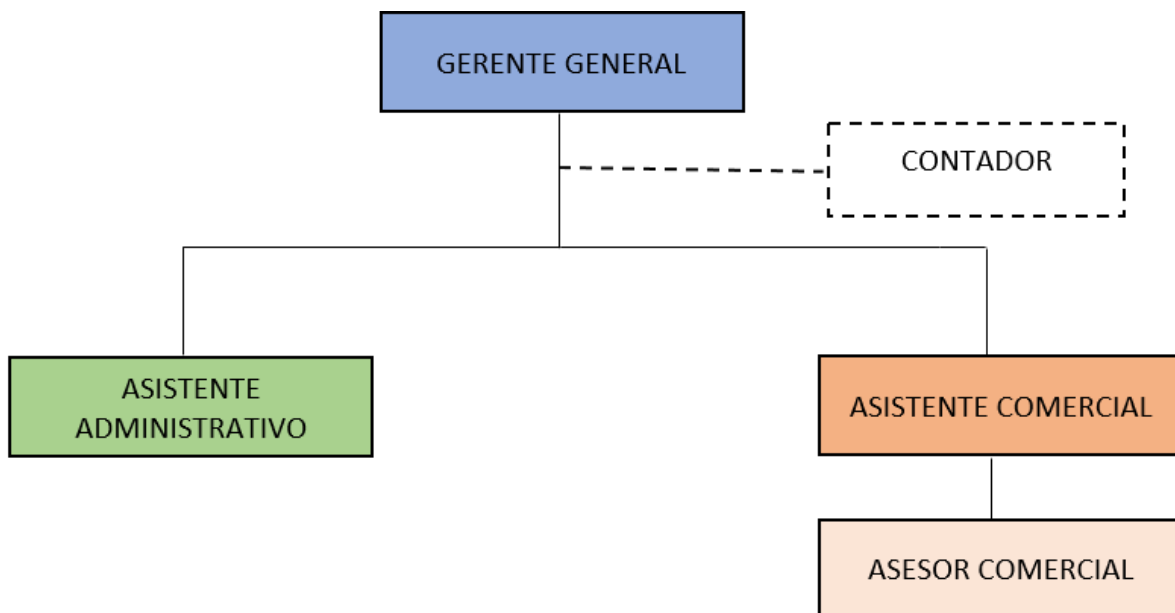 GERENTE GENERAL
CONTADOR
ASISTENTE
ADMINISTRATIVO
ASISTENTE COMERCIAL
ASESOR COMERCIAL